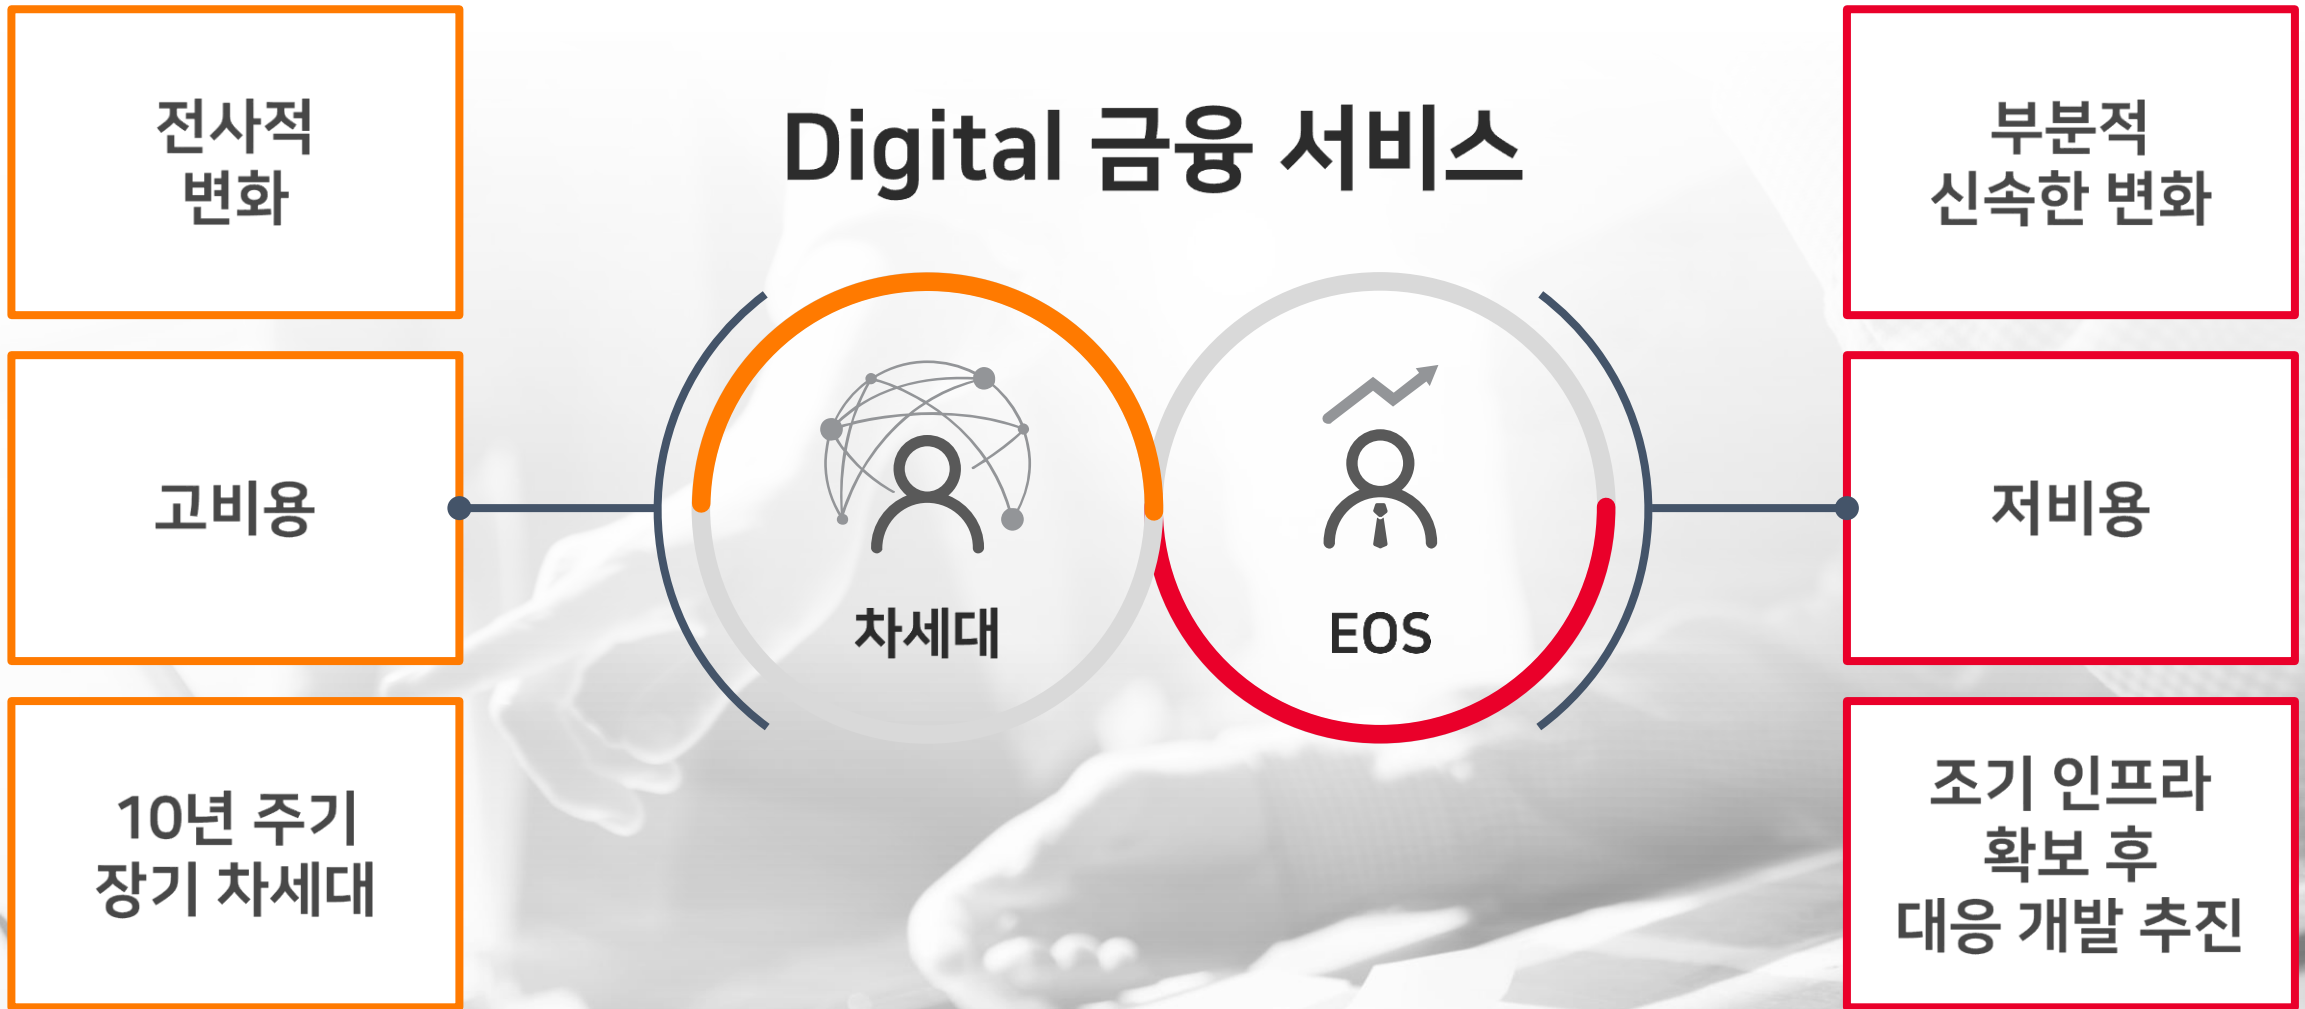 Digital 금융 서비스
전사적
변화
고비용
10년 주기
장기 차세대
차세대
EOS
부분적
신속한 변화
저비용
조기 인프라
확보 후
대응 개발 추진